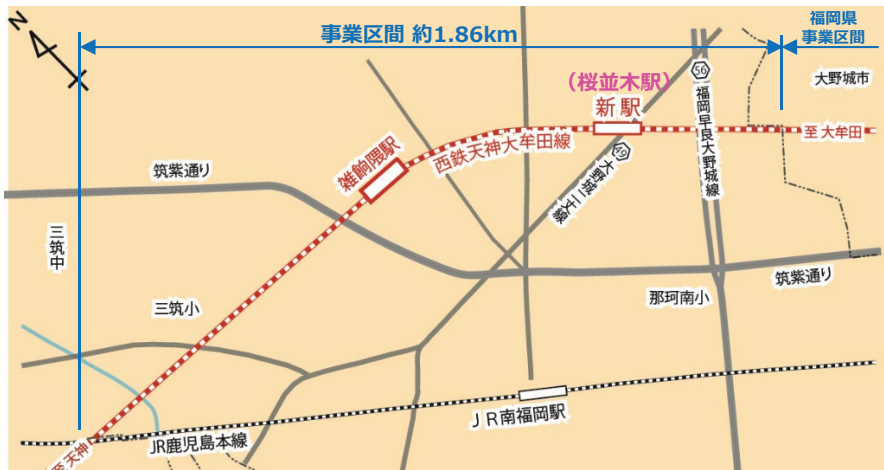 N
事業区間 約1.86km
福岡県
事業区間
大野城市
(桜並木駅)
新駅
56
福岡早良大野城線
至 大牟田
西鉄天神大牟田線
雑餉隈駅
49
大野城二丈線
筑紫通り
三筑中
三筑小
那珂南小
筑紫通り
JR南福岡駅
JR鹿児島本線
至 天神